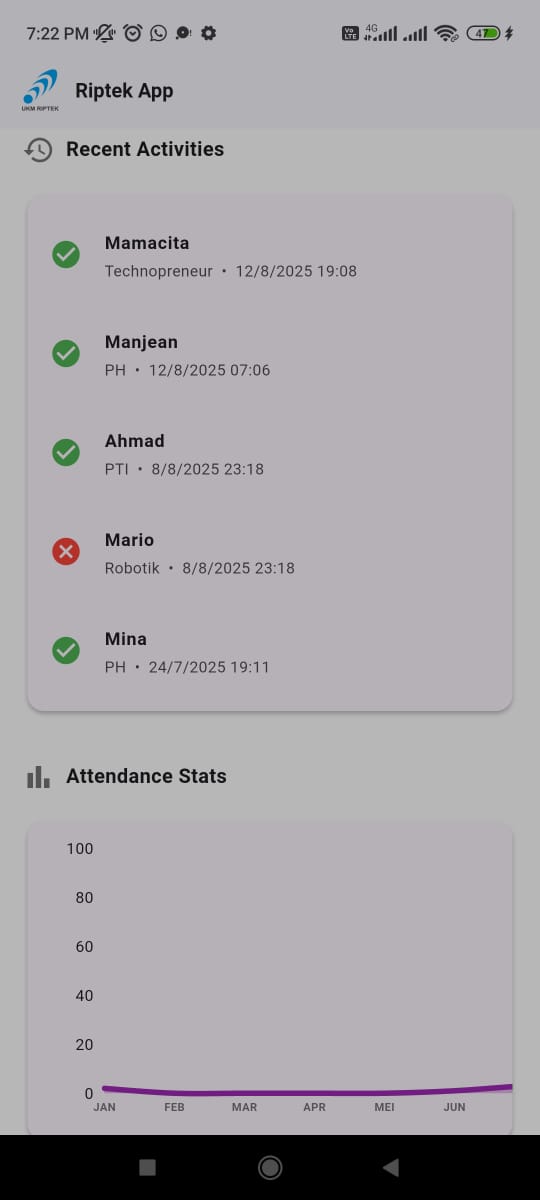 7:22 PM
Vo
LTE
4G
47
UKM RIPTEK
Riptek App
Recent Activities
Mamacita
Technopreneur • 12/8/2025 19:08
Manjean
PH • 12/8/2025 07:06
Ahmad
PTI • 8/8/2025 23:18
Mario
Robotik • 8/8/2025 23:18
Mina
PH • 24/7/2025 19:11
Attendance Stats
100
80
60
40
20
0
JAN FEB MAR APR MEI JUN